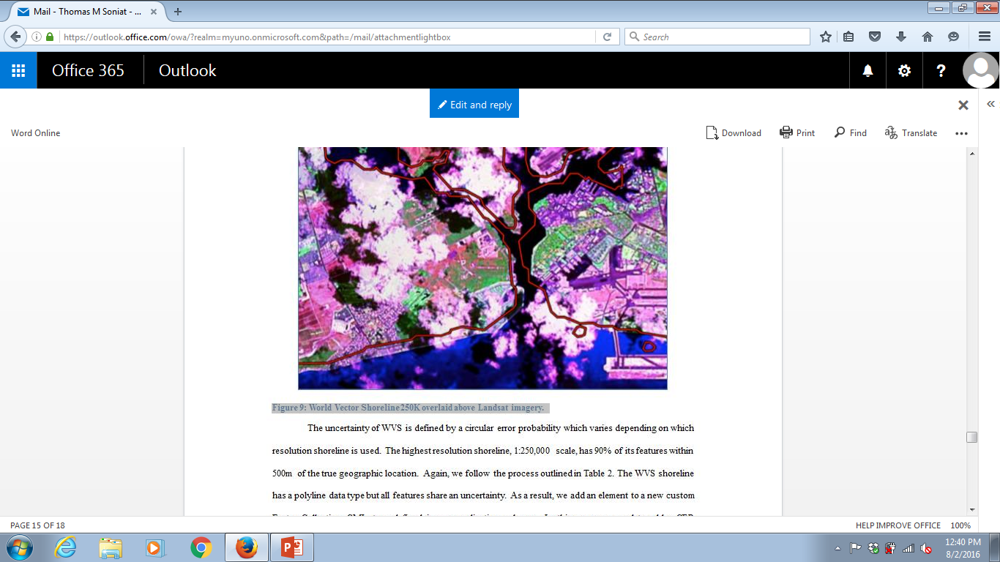 Mail - Thomas M Soniat - ...
https://outlook.office.com/owa/?realm=myuno.onmicrosoft.com&path=/mail/attachmentlightbox
Search
Office 365
Outlook
Edit and reply
Word Online
Download
Print
Find
Translate
Figure 9: World Vector Shoreline 250K overlaid above Landsat imagery.
The uncertainty of WVS is defined by a circular error probability which varies depending on which
resolution shoreline is used. The highest resolution shoreline, 1:250,000 scale, has 90% of its features within
500m of the true geographic location. Again, we follow the process outlined in Table 2. The WVS shoreline
has a polyline data type but all features share an uncertainty. As a result, we add an element to a new custom
PAGE 15 OF 18
HELP IMPROVE OFFICE
100%
12:40 PM
8/2/2016